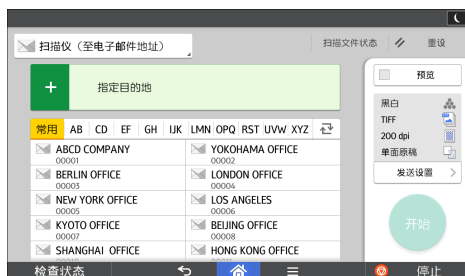 扫描仪（至电子邮件地址）
扫描文件状态
重设
+ 指定目的地
常用 AB CD EF GH IJK LMN OPQ RST UVW XYZ
ABCD COMPANY
00001
YOKOHAMA OFFICE
00002
BERLIN OFFICE
00003
LONDON OFFICE
00004
NEW YORK OFFICE
00005
LOS ANGELES
00006
KYOTO OFFICE
00007
BEIJING OFFICE
00008
SHANGHAI OFFICE
HONG KONG OFFICE
预览
黑白
TIFF
200 dpi
单面原稿
发送设置
开始
检查状态
停止